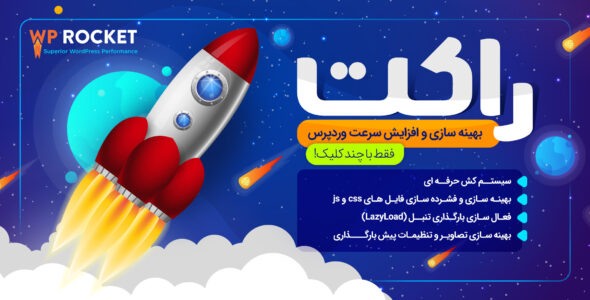 WP ROCKET
Superior WordPress Performance
راکت
بهینه سازی و افزایش سرعت وردپرس
فقط با چند کلیک!
سیستم کش حرفه ای
بهینه سازی و فشرده سازی فایل های css و js
فعال سازی بارگذاری تنبل (LazyLoad)
بهینه سازی تصاویر و تنظیمات پیش بارگذاری